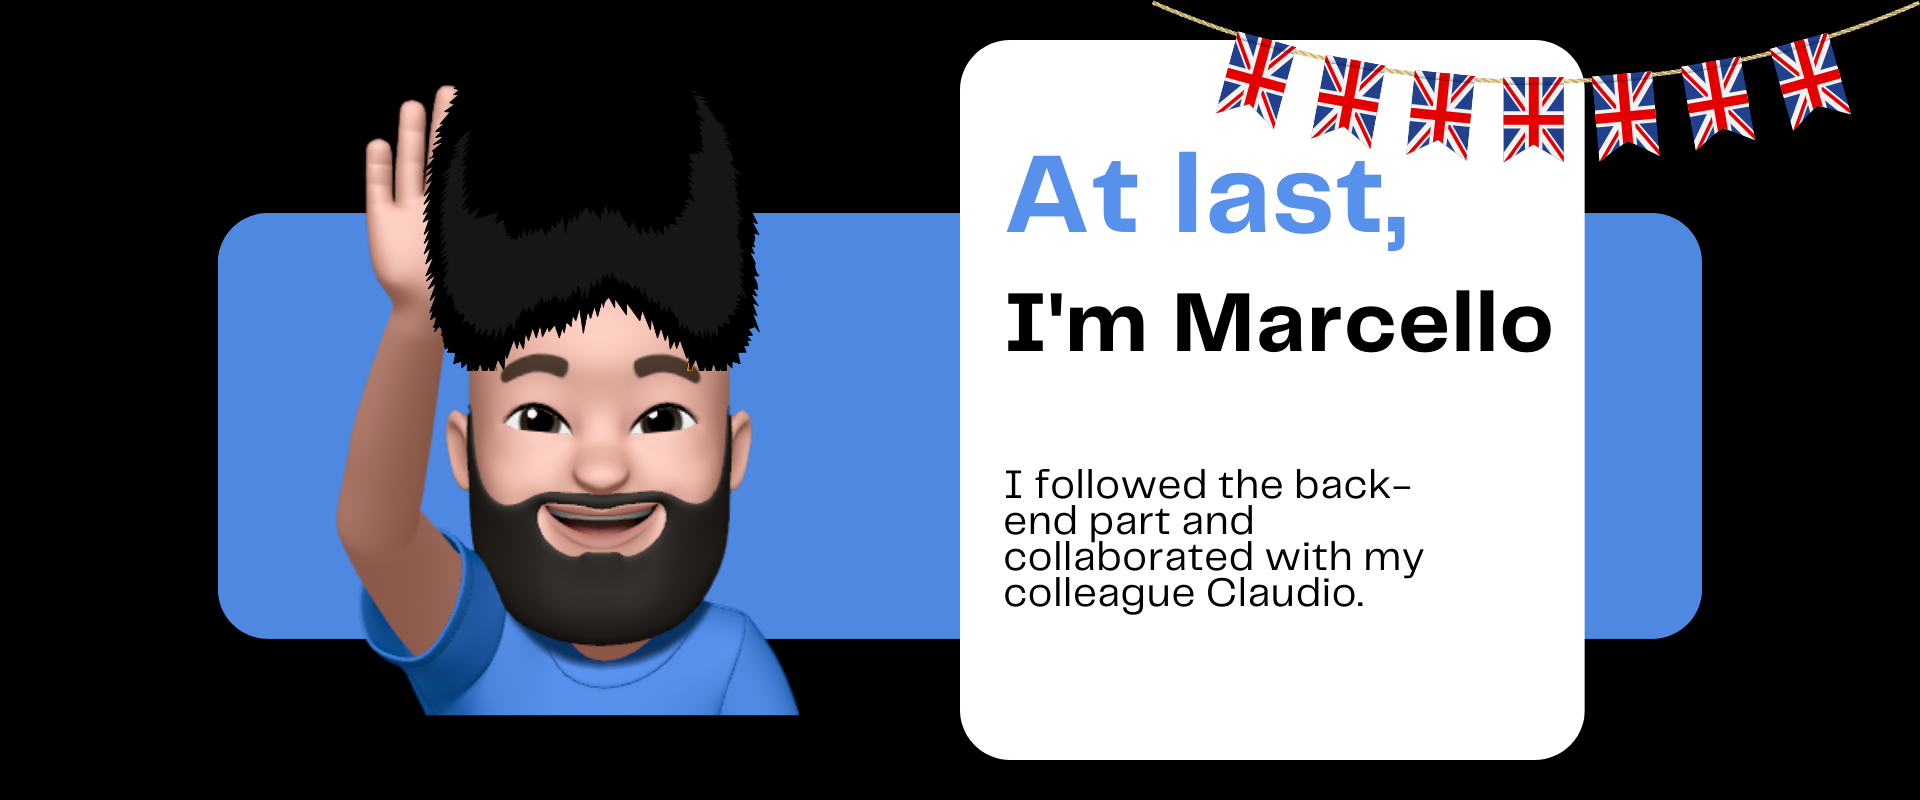 At last,
I'm Marcello
I followed the back-
end part and
collaborated with my
colleague Claudio.